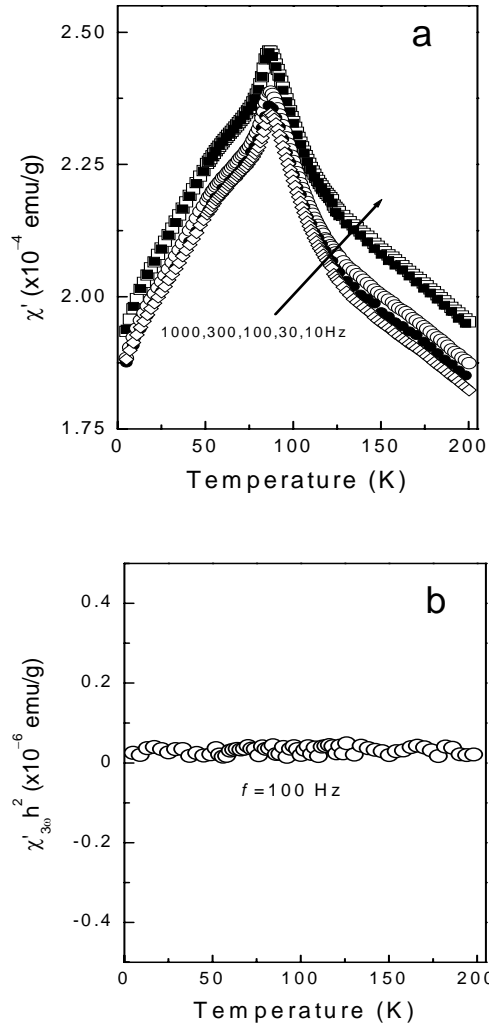 a
2.50
2.25
2.00
1.75
χ' (x10⁻⁴ emu/g)
1000,300,100,30,10Hz
0 50 100 150 200
Temperature (K)
b
0.4
0.2
0
-0.2
-0.4
χ'₃ω h² (x10⁻⁶ emu/g)
f =100 Hz
0 50 100 150 200
Temperature (K)